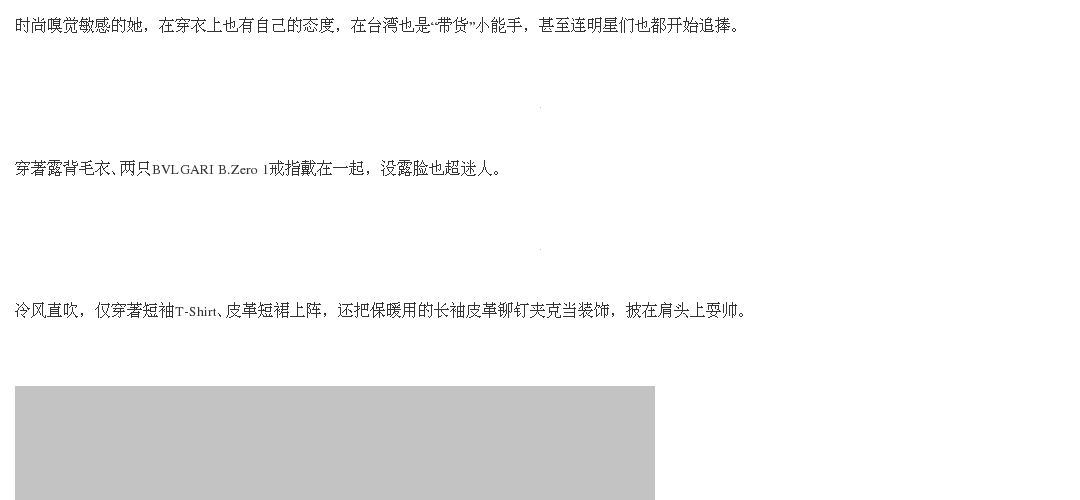 时尚嗅觉敏感的她，在穿衣上也有自己的态度，在台湾也是“带货”小能手，甚至连明星们也都开始追捧。
穿著露背毛衣、两只BVLGARI B.Zero 1戒指戴在一起，没露脸也超迷人。
冷风直吹，仅穿著短袖T-Shirt、皮革短裙上阵，还把保暖用的长袖皮革铆钉夹克当装饰，披在肩头上耍帅。